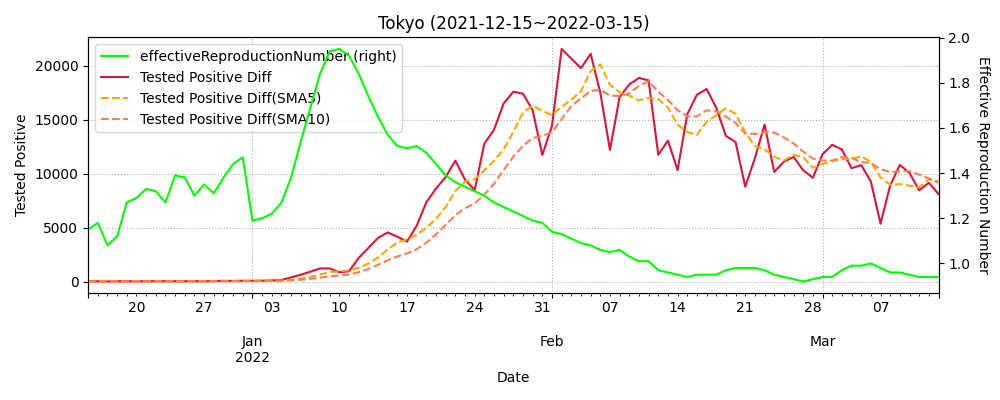 Tokyo (2021-12-15~2022-03-15)
effectiveReproductionNumber (right)
Tested Positive Diff
Tested Positive Diff(SMA5)
Tested Positive Diff(SMA10)
Tested Positive
20000
15000
10000
5000
0
2.0
1.8
1.6
1.4
1.2
1.0
Effective Reproduction Number
20 27 03 10 17 24 31 07 14 21 28 07
Jan Feb Mar
2022
Date